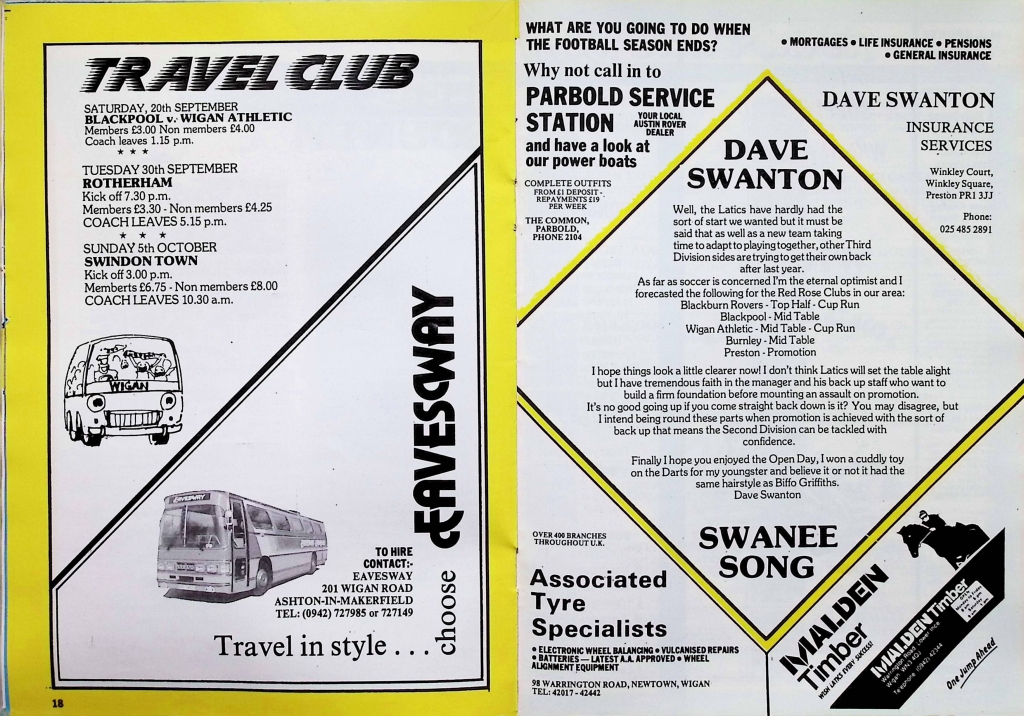 TRAVEL CLUB
SATURDAY, 20th SEPTEMBER
BLACKPOOL v. WIGAN ATHLETIC
Members £3.00 Non members £4.00
Coach leaves 1.15 p.m.
★ ★ ★
TUESDAY 30th SEPTEMBER
ROTHERHAM
Kick off 7.30 p.m.
Members £3.30 - Non members £4.25
COACH LEAVES 5.15 p.m.
★ ★ ★
SUNDAY 5th OCTOBER
SWINDON TOWN
Kick off 3.00 p.m.
Memberts £6.75 - Non members £8.00
COACH LEAVES 10.30 a.m.
WIGAN
EAVESWAY
EAVESWAY
TO HIRE
CONTACT:-
EAVESWAY
201 WIGAN ROAD
ASHTON-IN-MAKERFIELD
TEL: (0942) 727985 or 727149
Travel in style . . .
choose
18
WHAT ARE YOU GOING TO DO WHEN
THE FOOTBALL SEASON ENDS?
Why not call in to
PARBOLD SERVICE
STATION
YOUR LOCAL
AUSTIN ROVER
DEALER
and have a look at
our power boats
COMPLETE OUTFITS
FROM £1 DEPOSIT -
REPAYMENTS £19
PER WEEK
THE COMMON,
PARBOLD,
PHONE 2104
• MORTGAGES • LIFE INSURANCE • PENSIONS
• GENERAL INSURANCE
DAVE SWANTON
INSURANCE
SERVICES
Winkley Court,
Winkley Square,
Preston PR1 3JJ
Phone:
025 485 2891
DAVE
SWANTON
Well, the Latics have hardly had the
sort of start we wanted but it must be
said that as well as a new team taking
time to adapt to playing together, other Third
Division sides are trying to get their own back
after last year.
As far as soccer is concerned I'm the eternal optimist and I
forecasted the following for the Red Rose Clubs in our area:
Blackburn Rovers - Top Half - Cup Run
Blackpool - Mid Table
Wigan Athletic - Mid Table - Cup Run
Burnley - Mid Table
Preston - Promotion
I hope things look a little clearer now! I don't think Latics will set the table alight
but I have tremendous faith in the manager and his back up staff who want to
build a firm foundation before mounting an assault on promotion.
It's no good going up if you come straight back down is it? You may disagree, but
I intend being round these parts when promotion is achieved with the sort of
back up that means the Second Division can be tackled with
confidence.
Finally I hope you enjoyed the Open Day, I won a cuddly toy
on the Darts for my youngster and believe it or not it had the
same hairstyle as Biffo Griffiths.
Dave Swanton
SWANEE
SONG
OVER 400 BRANCHES
THROUGHOUT U.K.
Associated
Tyre
Specialists
• ELECTRONIC WHEEL BALANCING • VULCANISED REPAIRS
• BATTERIES — LATEST A.A. APPROVED • WHEEL
ALIGNMENT EQUIPMENT
98 WARRINGTON ROAD, NEWTOWN, WIGAN
TEL: 42017 - 42442
MALDEN
Timber
WISH LATICS EVERY SUCCESS!
MALDEN Timber
Telephone (0942) 42344
One Jump Ahead